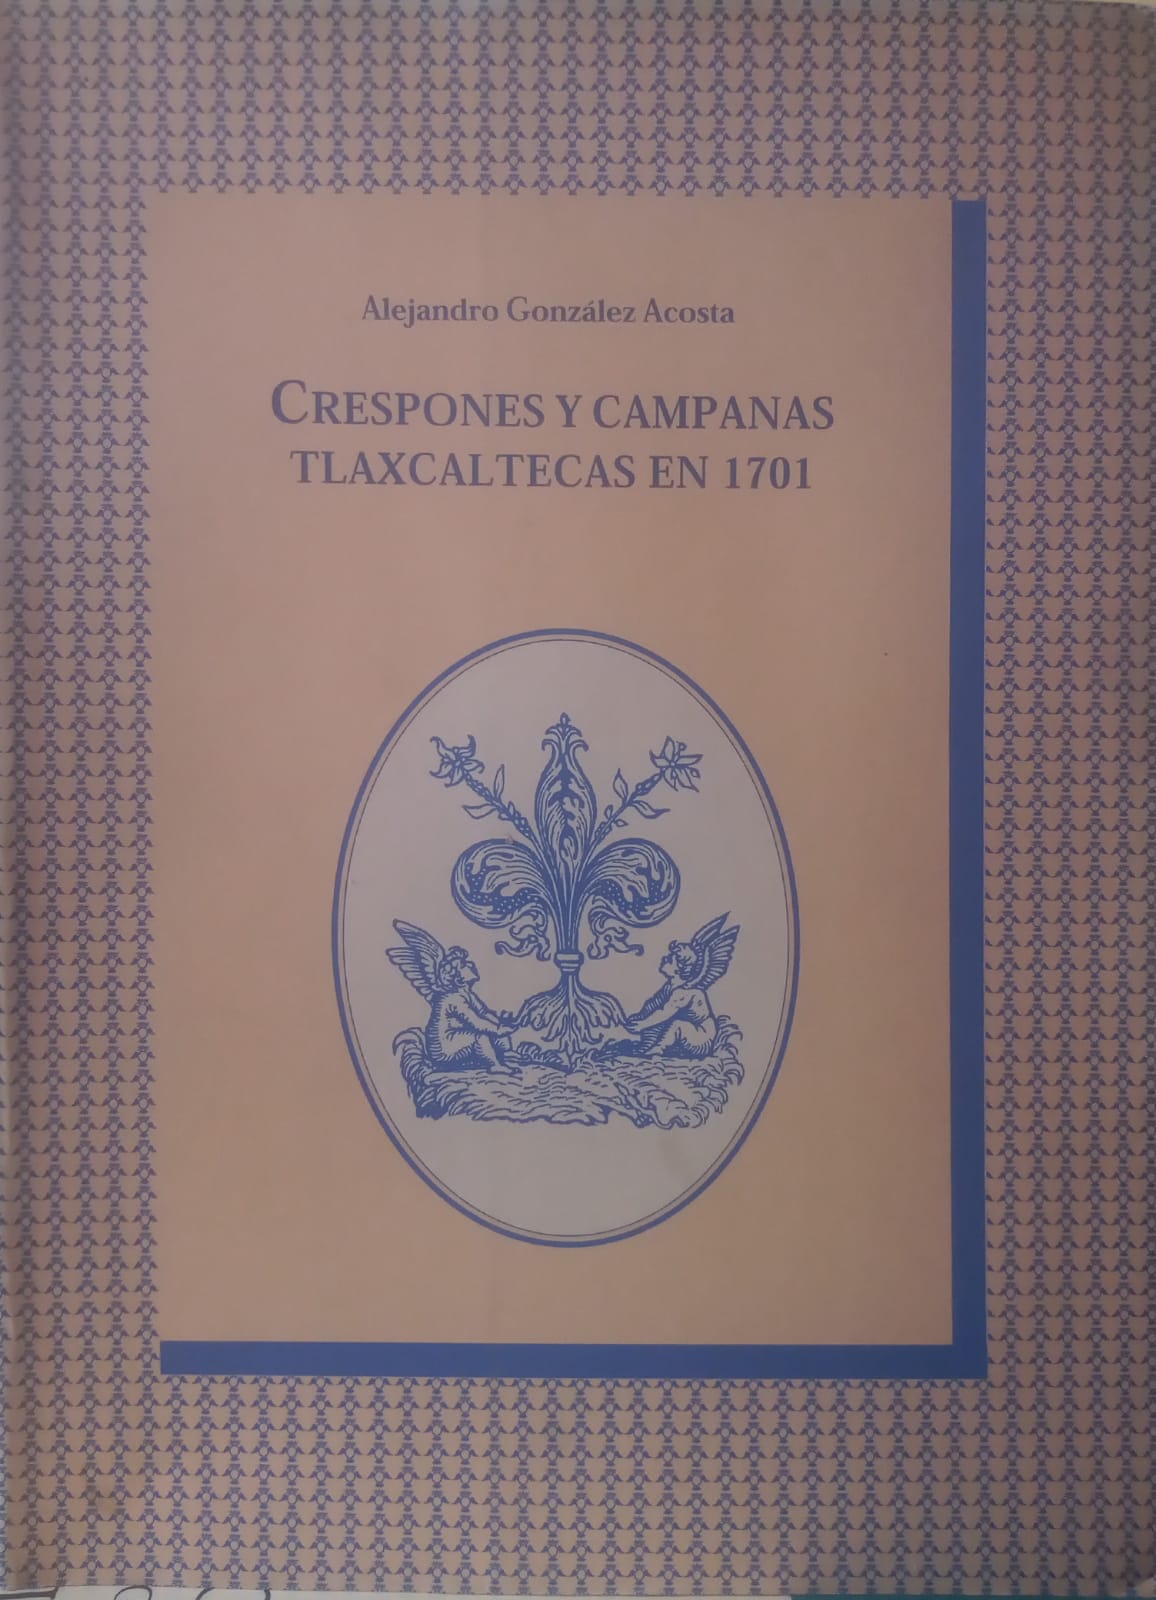 Alejandro González Acosta
CRESPONES Y CAMPANAS
TLAXCALTECAS EN 1701